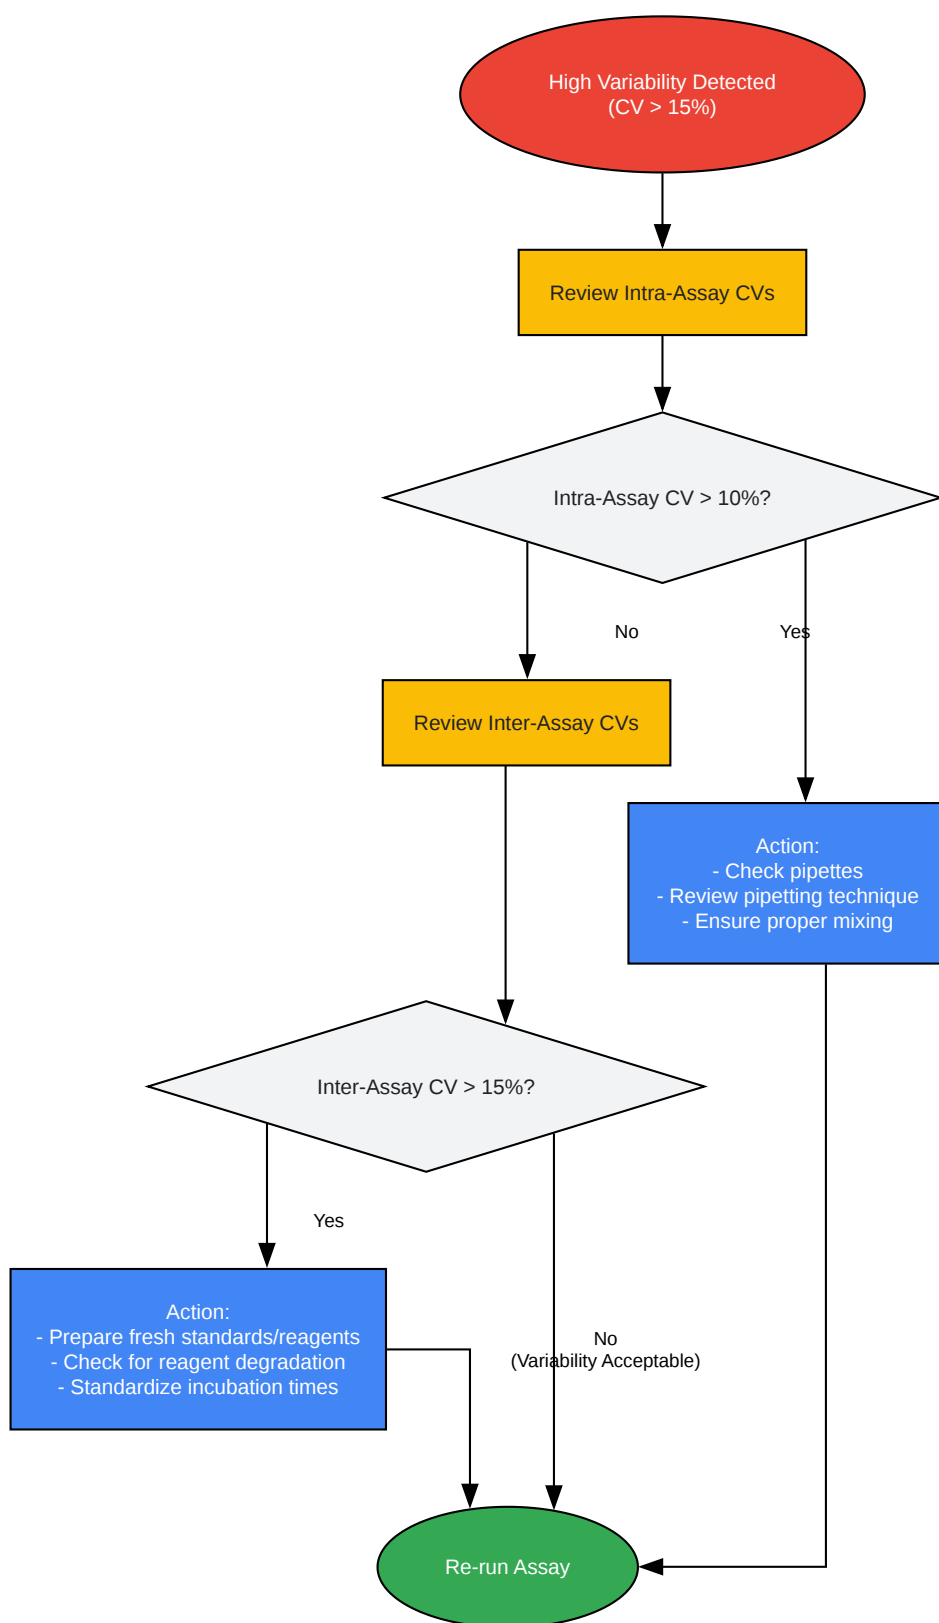 High Variability Detected
(CV > 15%)
Review Intra-Assay CVs
Intra-Assay CV > 10%?
No
Yes
Review Inter-Assay CVs
Action:
- Check pipettes
- Review pipetting technique
- Ensure proper mixing
Inter-Assay CV > 15%?
Yes
Action:
- Prepare fresh standards/reagents
- Check for reagent degradation
- Standardize incubation times
No
(Variability Acceptable)
Re-run Assay